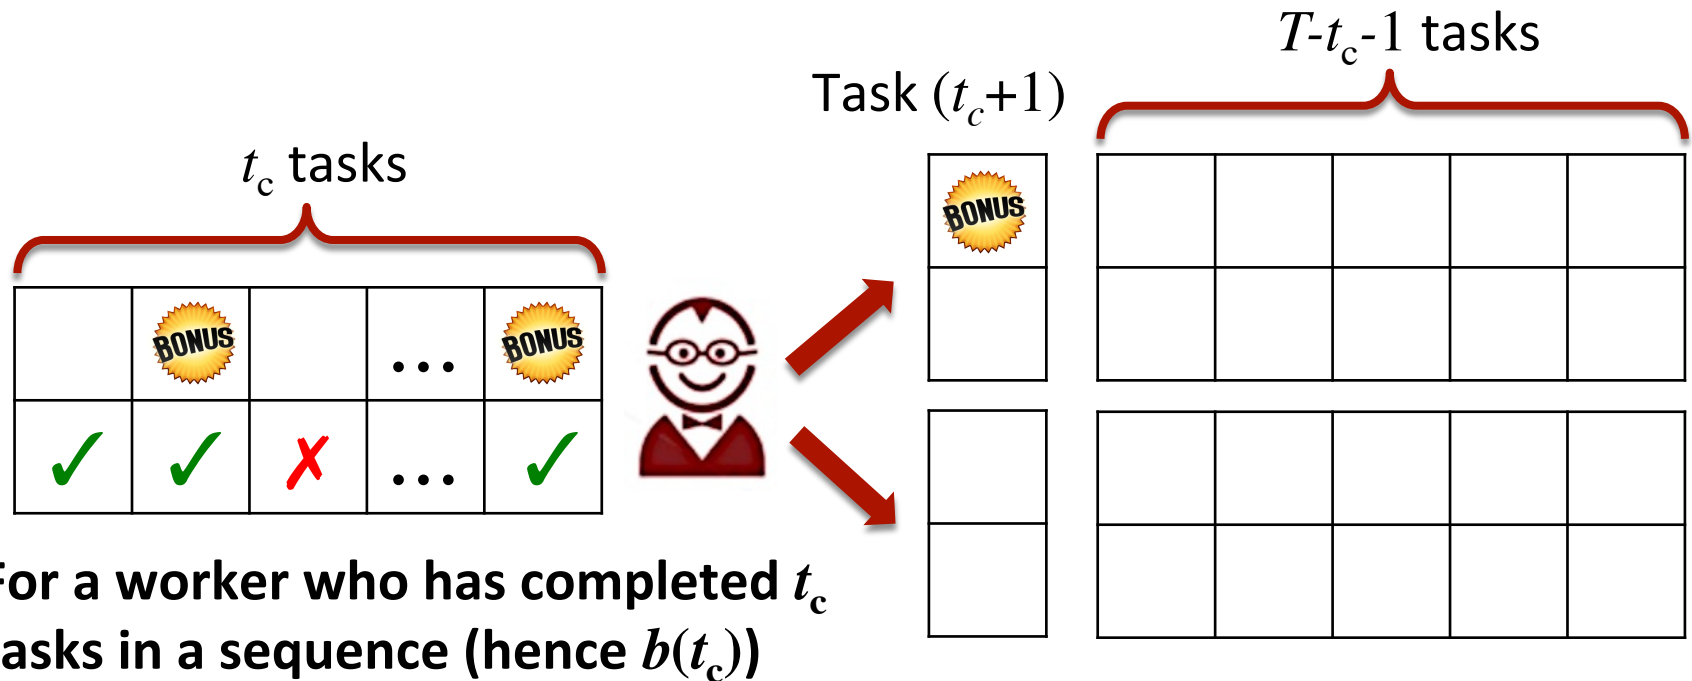 T-tc-1 tasks
Task (tc+1)
tc tasks
BONUS
BONUS
...
BONUS
...
For a worker who has completed tc
asks in a sequence (hence b(tc))